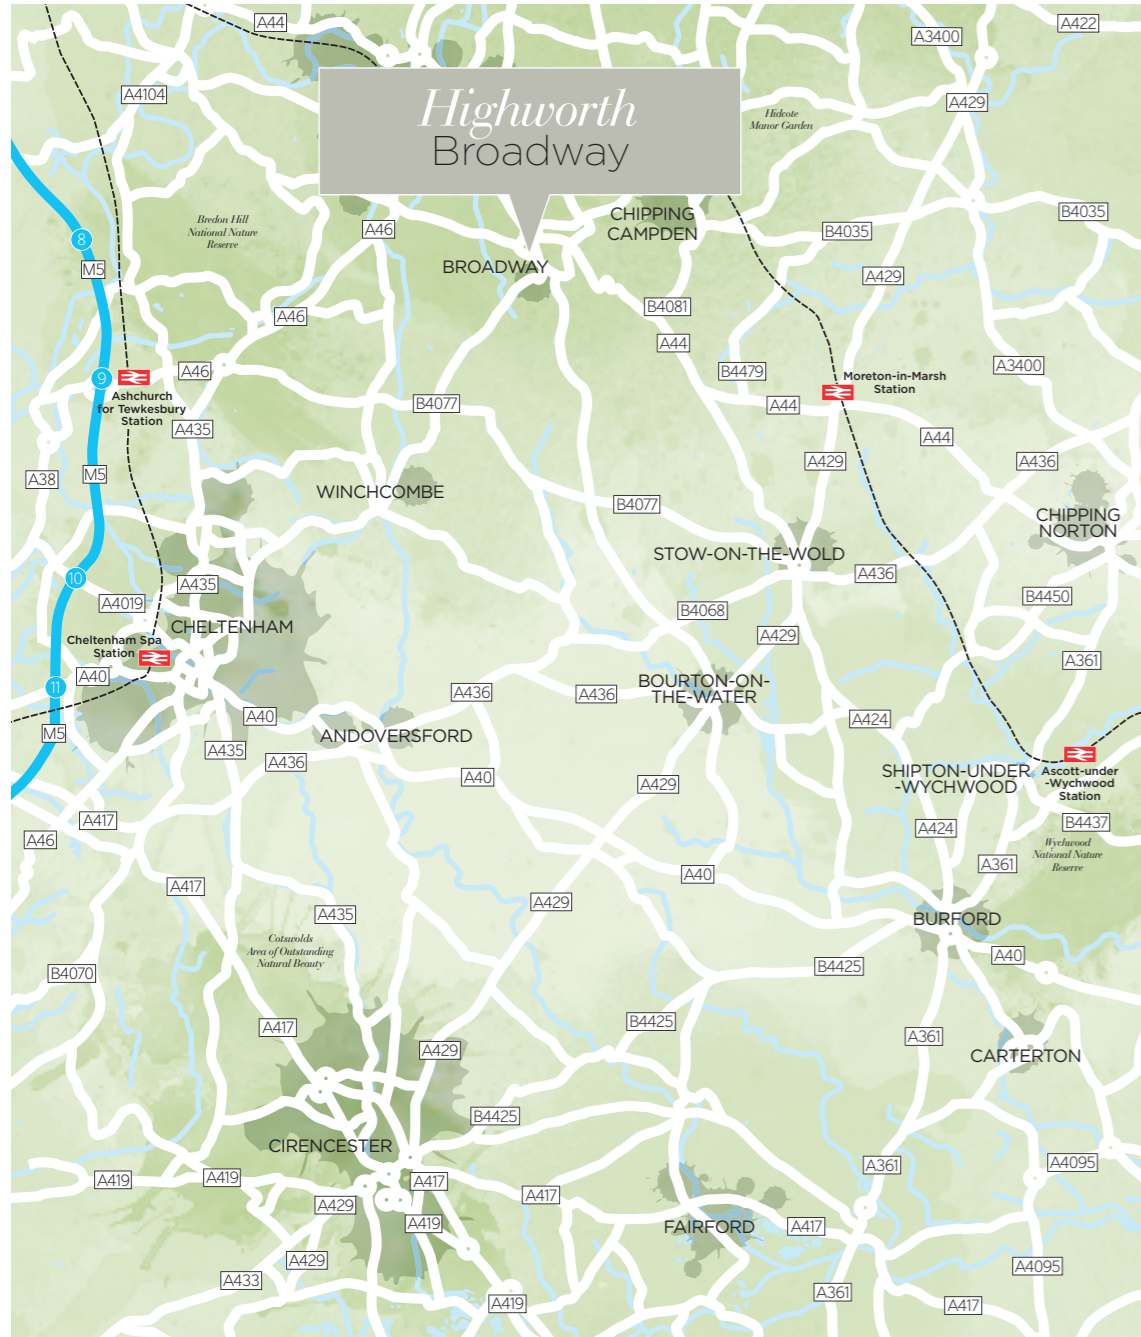 A44
A422
A3400
A4104
A429
Highworth
Broadway
Hidcote
Manor Garden
CHIPPING
CAMPDEN
B4035
Bredon Hill
National Nature
Reserve
A46
B4035
8
M5
BROADWAY
A429
B4081
A46
A44
A3400
B4479
A46
9
Moreton-in-Marsh
Station
Ashchurch
for Tewkesbury
Station
B4077
A44
A435
A44
A429
A436
M5
A38
WINCHCOMBE
B4077
CHIPPING
NORTON
STOW-ON-THE-WOLD
A436
10
A435
B4450
A4019
B4068
CHELTENHAM
A429
Cheltenham Spa
Station
A361
A40
11
BOURTON-ON-
THE-WATER
A436
A436
A40
A424
M5
ANDOVERSFORD
A435
A436
A40
A429
SHIPTON-UNDER
-WYCHWOOD
Ascott-under
-Wychwood
Station
A417
B4437
A46
A424
Wychwood
National Nature
Reserve
A361
A40
A417
A429
A435
BURFORD
Cotswolds
Area of Outstanding
Natural Beauty
A40
B4070
B4425
A417
B4425
A361
A429
CARTERTON
B4425
CIRENCESTER
A4095
A361
A419
A419
A417
A417
A429
A419
FAIRFORD
A417
A429
A433
A4095
A361
A419
A417